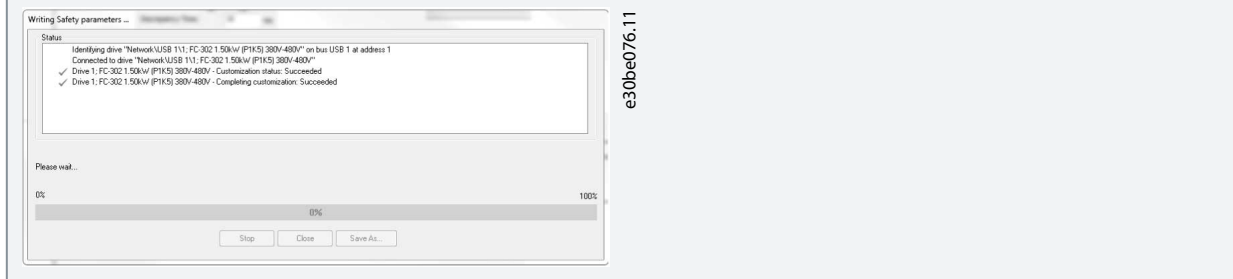 Writing Safety parameters ...
Discrepancy Time
Status
Identifying drive "Network\USB 1\1; FC-302 1.50kW (P1K5) 380V-480V" on bus USB 1 at address 1
Connected to drive "Network\USB 1\1; FC-302 1.50kW (P1K5) 380V-480V"
✓ Drive 1; FC-302 1.50kW (P1K5) 380V-480V - Customization status: Succeeded
✓ Drive 1; FC-302 1.50kW (P1K5) 380V-480V - Completing customization: Succeeded
Please wait...
0% 100%
0%
Stop Close Save As...
e30be076.11